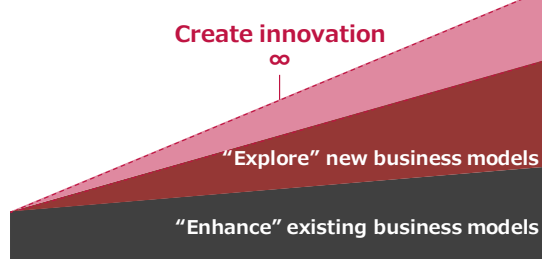 Create innovation
∞
“Explore” new business models
“Enhance” existing business models